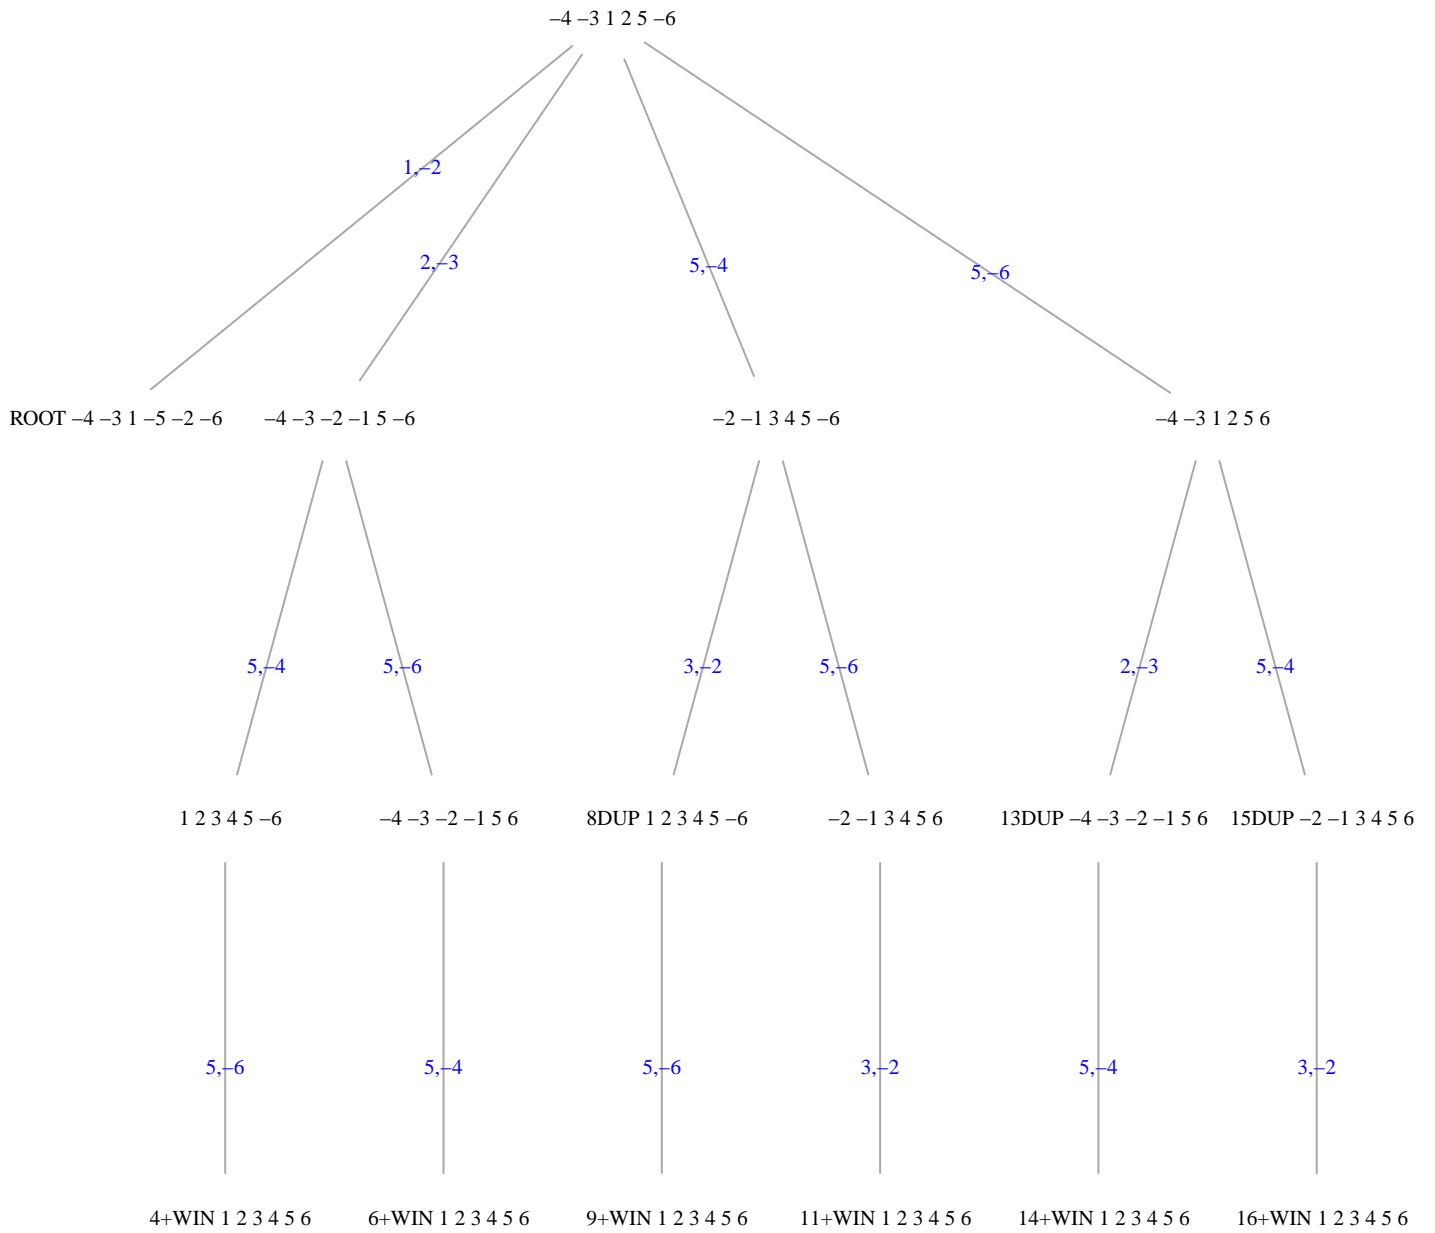 −4 −3 1 2 5 −6
1,−2
2,−3
5,−4
5,−6
ROOT −4 −3 1 −5 −2 −6
−4 −3 −2 −1 5 −6
−2 −1 3 4 5 −6
−4 −3 1 2 5 6
5,−4
5,−6
3,−2
5,−6
2,−3
5,−4
1 2 3 4 5 −6
−4 −3 −2 −1 5 6
8DUP 1 2 3 4 5 −6
−2 −1 3 4 5 6
13DUP −4 −3 −2 −1 5 6
15DUP −2 −1 3 4 5 6
5,−6
5,−4
5,−6
3,−2
5,−4
3,−2
4+WIN 1 2 3 4 5 6
6+WIN 1 2 3 4 5 6
9+WIN 1 2 3 4 5 6
11+WIN 1 2 3 4 5 6
14+WIN 1 2 3 4 5 6
16+WIN 1 2 3 4 5 6